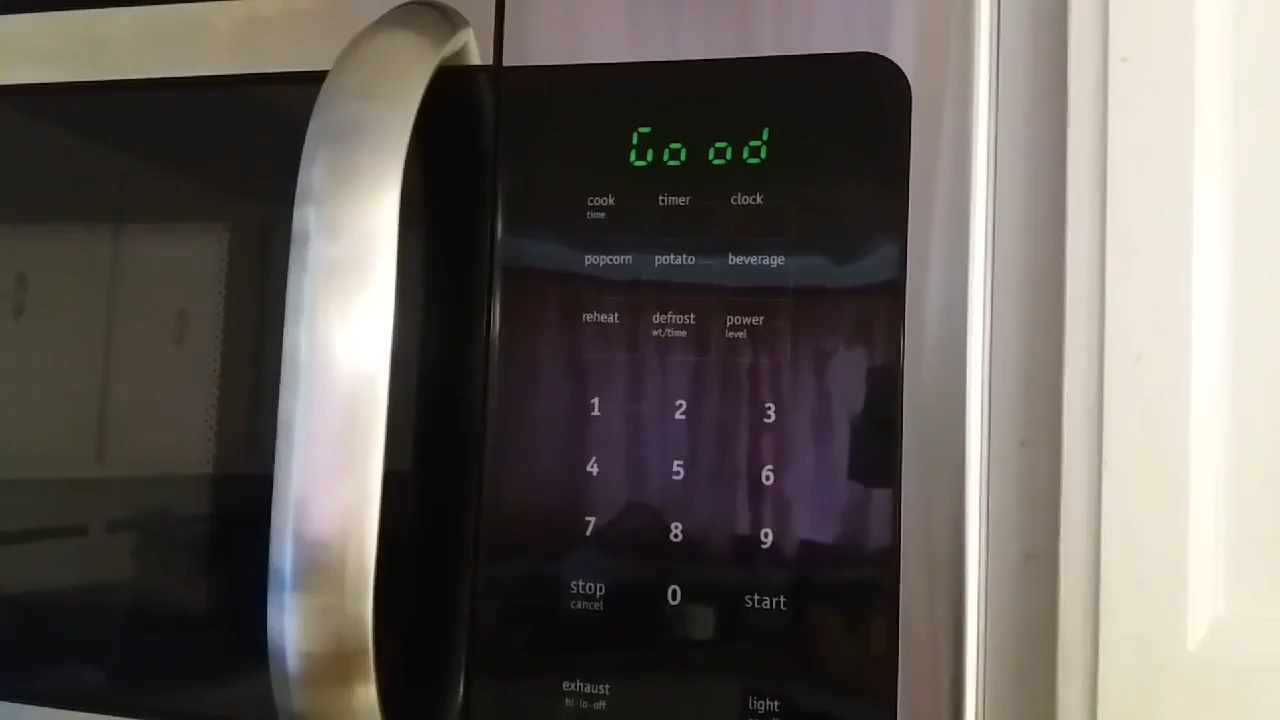 Good
cook timer clock
time
popcorn potato beverage
reheat defrost power
wt/time level
1 2 3
4 5 6
7 8 9
stop 0 start
cancel
exhaust light
hi-lo-off